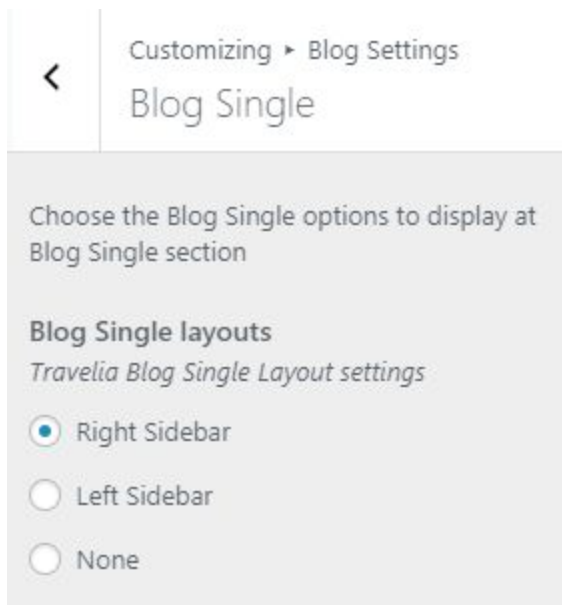 Customizing ▸ Blog Settings
Blog Single
Choose the Blog Single options to display at
Blog Single section
Blog Single layouts
Travelia Blog Single Layout settings
Right Sidebar
Left Sidebar
None